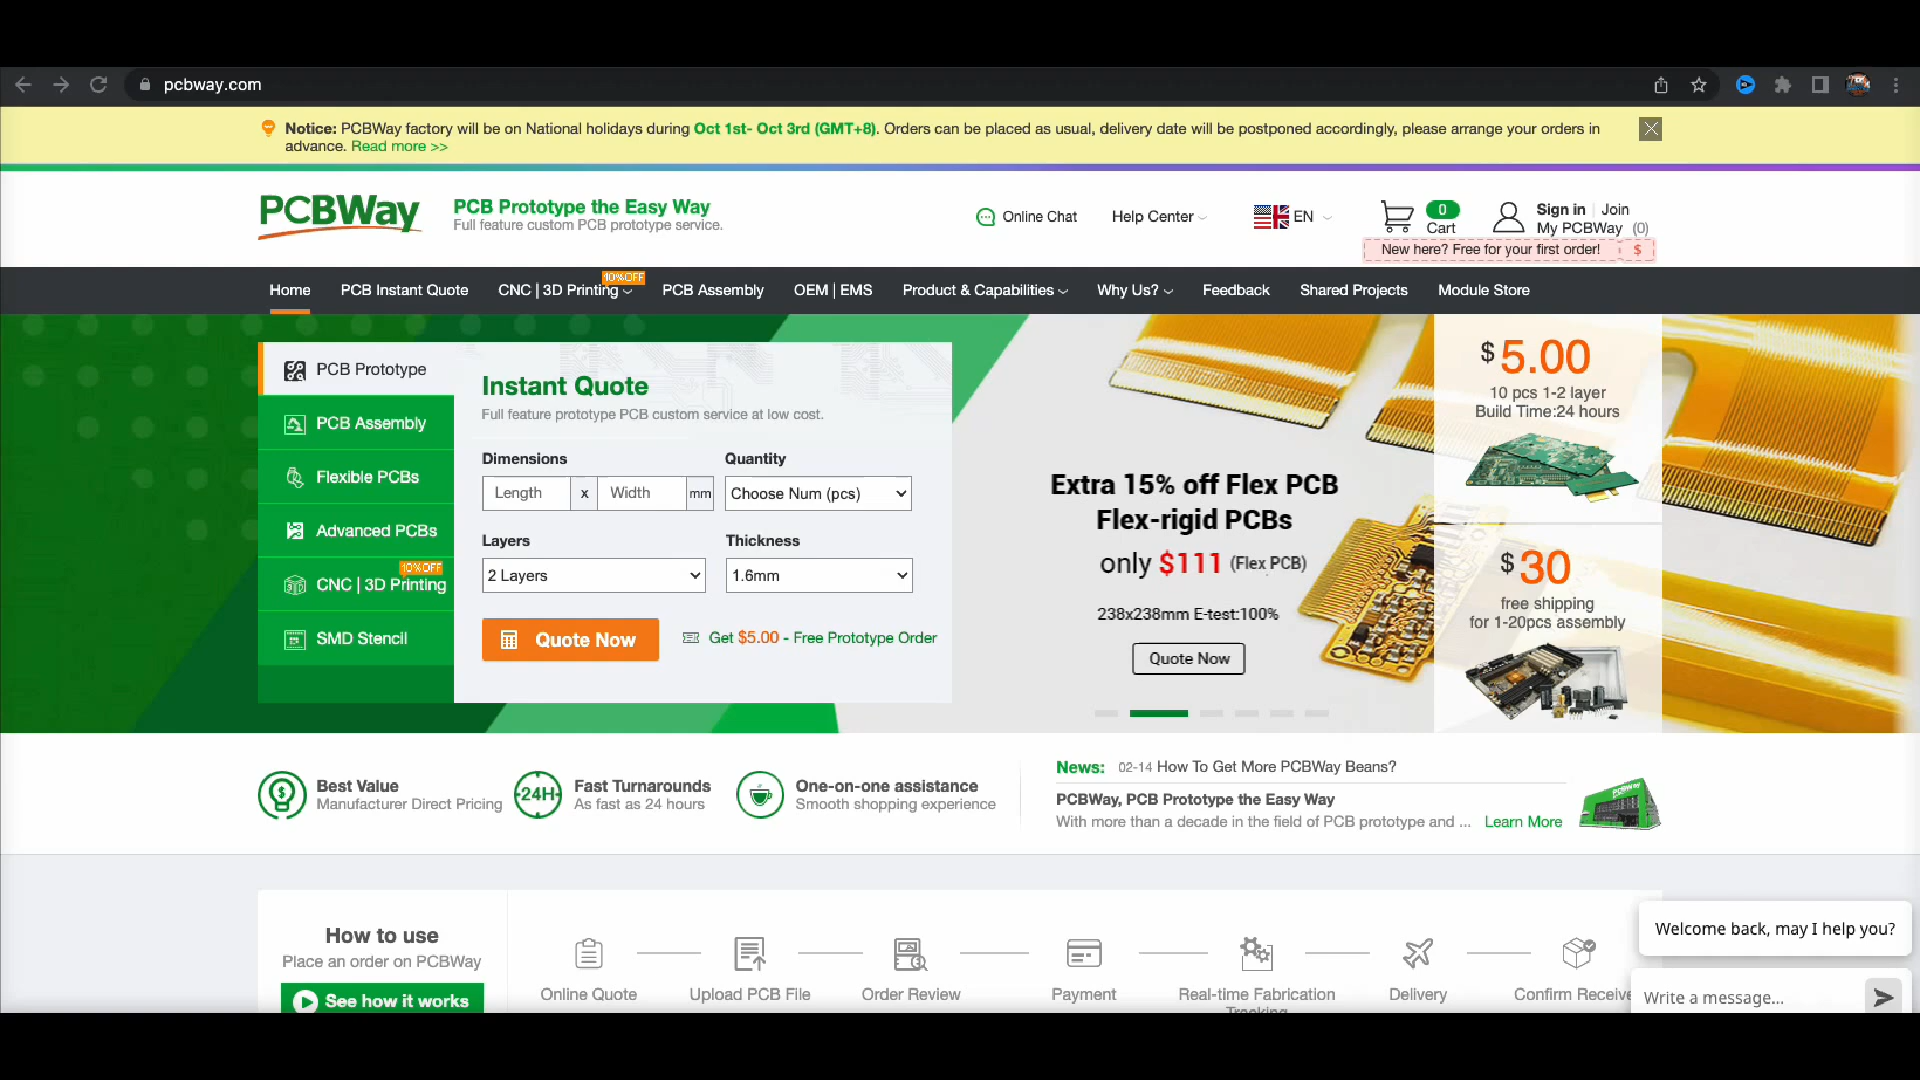 pcbway.com
Notice: PCBWay factory will be on National holidays during Oct 1st- Oct 3rd (GMT+8). Orders can be placed as usual, delivery date will be postponed accordingly, please arrange your orders in
advance. Read more >>
PCBWay
PCB Prototype the Easy Way
Full feature custom PCB prototype service.
Online Chat
Help Center
EN
0
Cart
Sign in | Join
My PCBWay (0)
New here? Free for your first order! $
10%OFF
Home PCB Instant Quote CNC | 3D Printing PCB Assembly OEM | EMS Product & Capabilities Why Us? Feedback Shared Projects Module Store
PCB Prototype
PCB Assembly
Flexible PCBs
Advanced PCBs
10%OFF
CNC | 3D Printing
SMD Stencil
Instant Quote
Full feature prototype PCB custom service at low cost.
Dimensions Quantity
Length x Width mm Choose Num (pcs)
Layers Thickness
2 Layers 1.6mm
Quote Now Get $5.00 - Free Prototype Order
Extra 15% off Flex PCB
Flex-rigid PCBs
only $111 (Flex PCB)
238x238mm E-test:100%
Quote Now
$5.00
10 pcs 1-2 layer
Build Time:24 hours
$30
free shipping
for 1-20pcs assembly
Best Value
Manufacturer Direct Pricing
24H
Fast Turnarounds
As fast as 24 hours
One-on-one assistance
Smooth shopping experience
News: 02-14 How To Get More PCBWay Beans?
PCBWay, PCB Prototype the Easy Way
With more than a decade in the field of PCB prototype and ... Learn More
PCBWay
How to use
Place an order on PCBWay
See how it works
Online Quote
Upload PCB File
Order Review
Payment
Real-time Fabrication
Tracking
Delivery
Confirm Receive
Welcome back, may I help you?
Write a message...